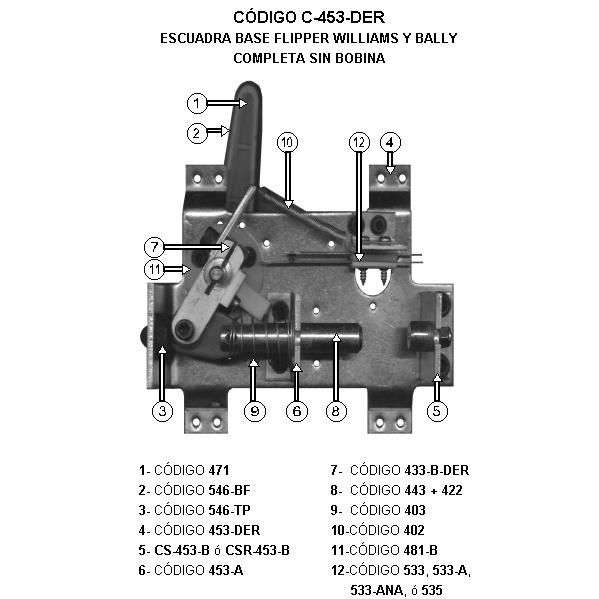 CÓDIGO C-453-DER
ESCUADRA BASE FLIPPER WILLIAMS Y BALLY
COMPLETA SIN BOBINA
1
2
10
12
4
7
11
3
9
6
8
5
1- CÓDIGO 471
2- CÓDIGO 546-BF
3- CÓDIGO 546-TP
4- CÓDIGO 453-DER
5- CS-453-B ó CSR-453-B
6- CÓDIGO 453-A
7- CÓDIGO 433-B-DER
8- CÓDIGO 443 + 422
9- CÓDIGO 403
10-CÓDIGO 402
11-CÓDIGO 481-B
12-CÓDIGO 533, 533-A,
533-ANA, ó 535